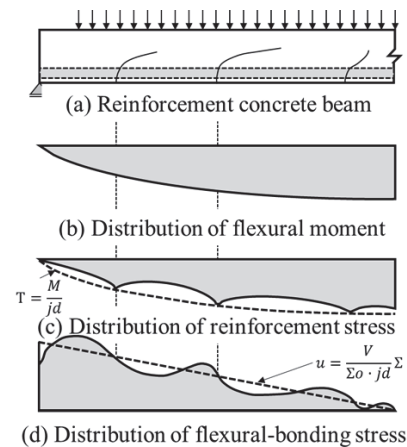 (a) Reinforcement concrete beam
(b) Distribution of flexural moment
T = M/jd
(c) Distribution of reinforcement stress
u = V/Σo · jd Σ
(d) Distribution of flexural-bonding stress